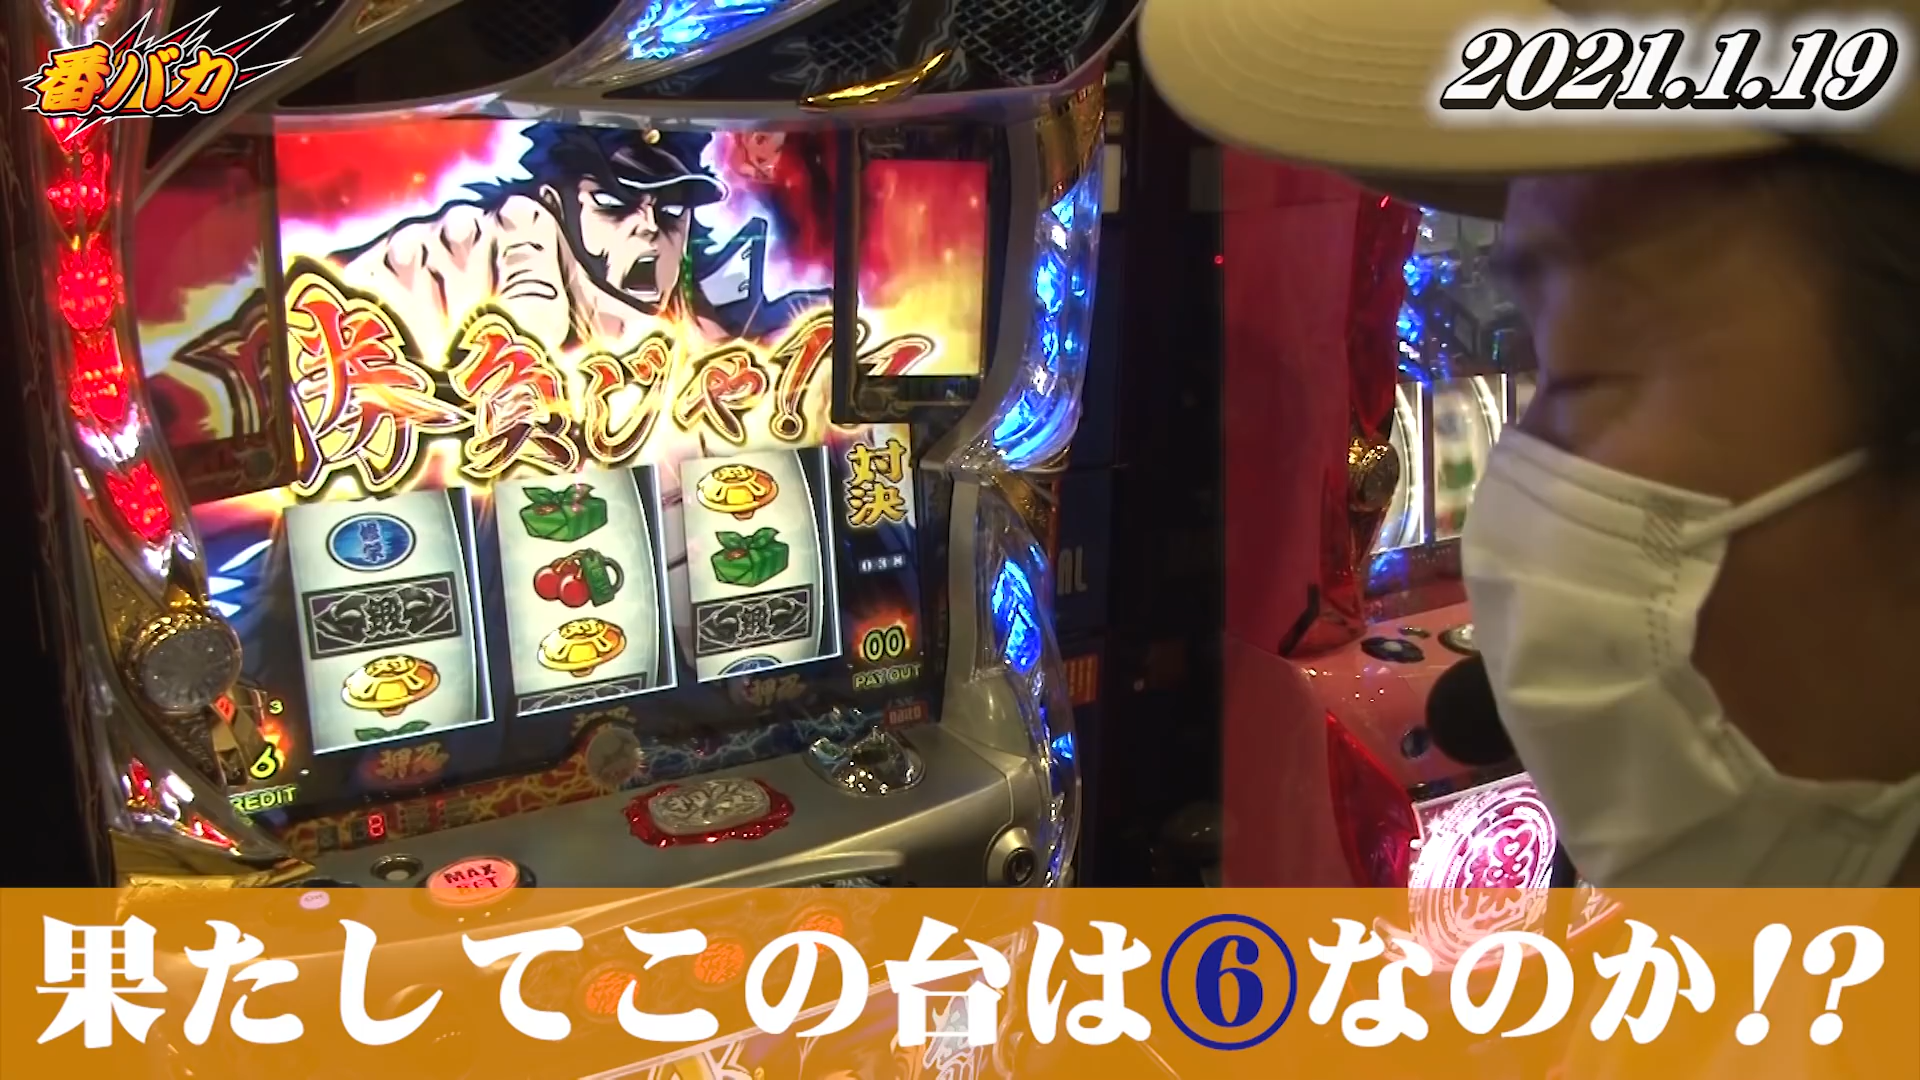 番バカ
2021.1.19
勝負じゃ!!
対決
00
PAY OUT
6
CREDIT
MAX
BET
果たしてこの台は⑥なのか!?